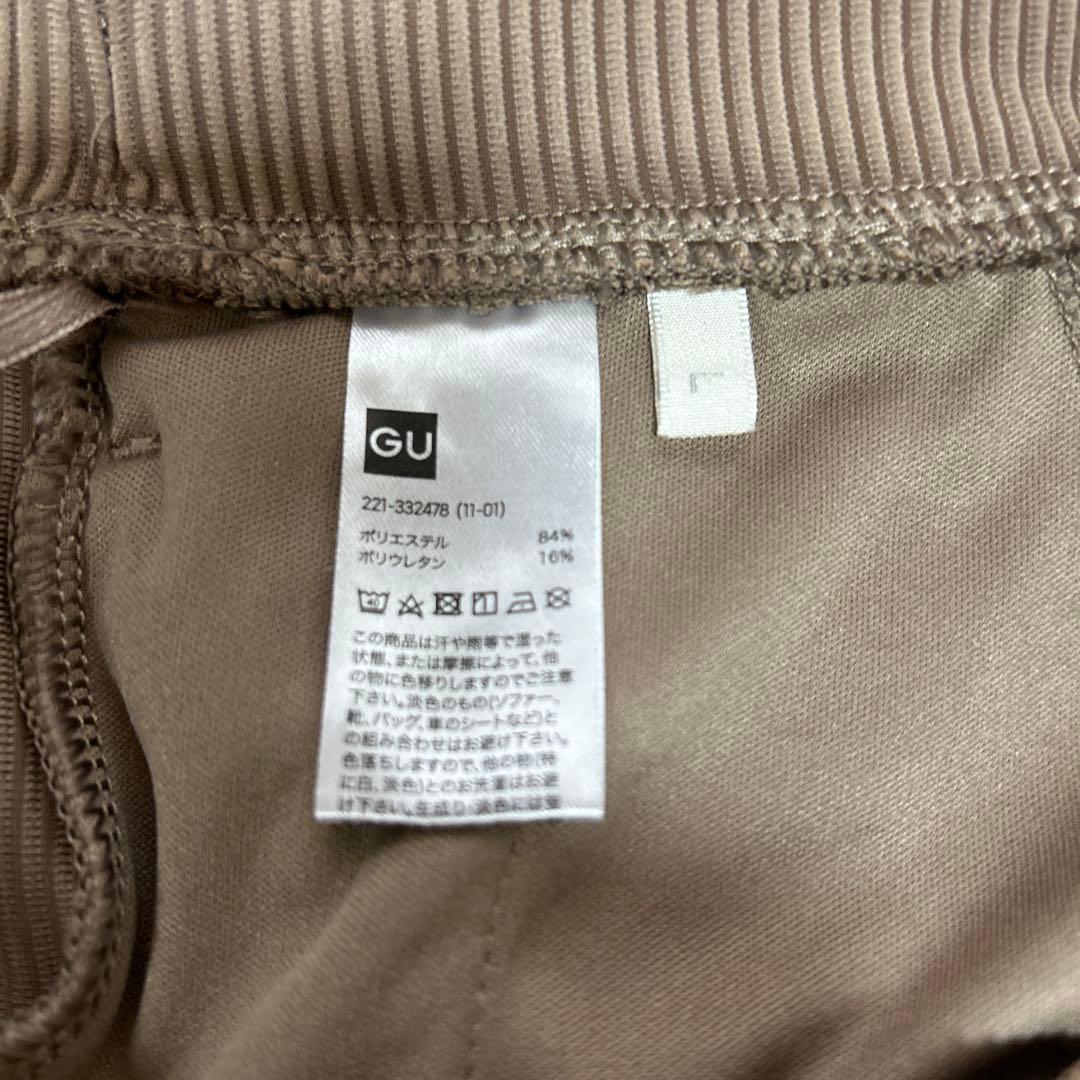 GU
L
221-332478 (11-01)
ポリエステル 84%
ポリウレタン 16%
40
この商品は汗や雨等で湿った
状態、または摩擦によって、他
の物に色移りしますのでご注意
下さい。淡色のもの(ソファー、
靴、バッグ、車のシートなど)と
の組み合わせはお避け下さい。
色落ちしますので、他の物(特
に白、淡色)とのお洗濯はお避
け下さい。生成り・淡色には蛍